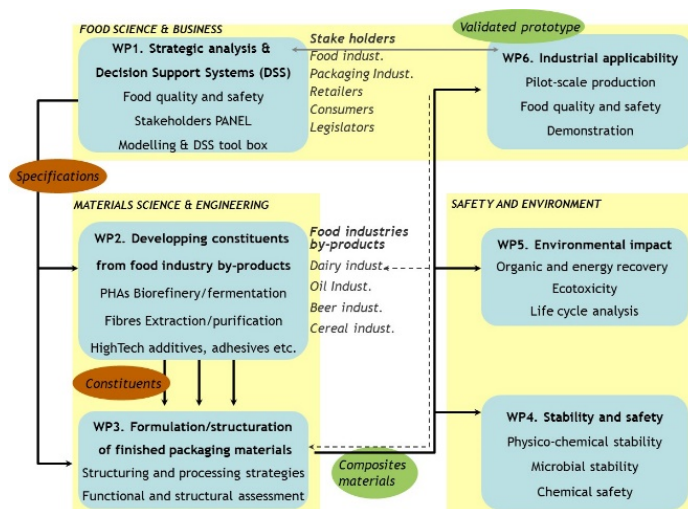 FOOD SCIENCE & BUSINESS
WP1. Strategic analysis &
Decision Support Systems (DSS)
Food quality and safety
Stakeholders PANEL
Modelling & DSS tool box
Stake holders
Food indust.
Packaging Indust.
Retailers
Consumers
Legislators
Validated prototype
WP6. Industrial applicability
Pilot-scale production
Food quality and safety
Demonstration
Specifications
MATERIALS SCIENCE & ENGINEERING
WP2. Developping constituents
from food industry by-products
PHAs Biorefinery/fermentation
Fibres Extraction/purification
HighTech additives, adhesives etc.
Food industries
by-products
Dairy indust.
Oil Indust.
Beer indust.
Cereal indust.
SAFETY AND ENVIRONMENT
WP5. Environmental impact
Organic and energy recovery
Ecotoxicity
Life cycle analysis
Constituents
WP3. Formulation/structuration
of finished packaging materials
Structuring and processing strategies
Functional and structural assessment
Composites
materials
WP4. Stability and safety
Physico-chemical stability
Microbial stability
Chemical safety